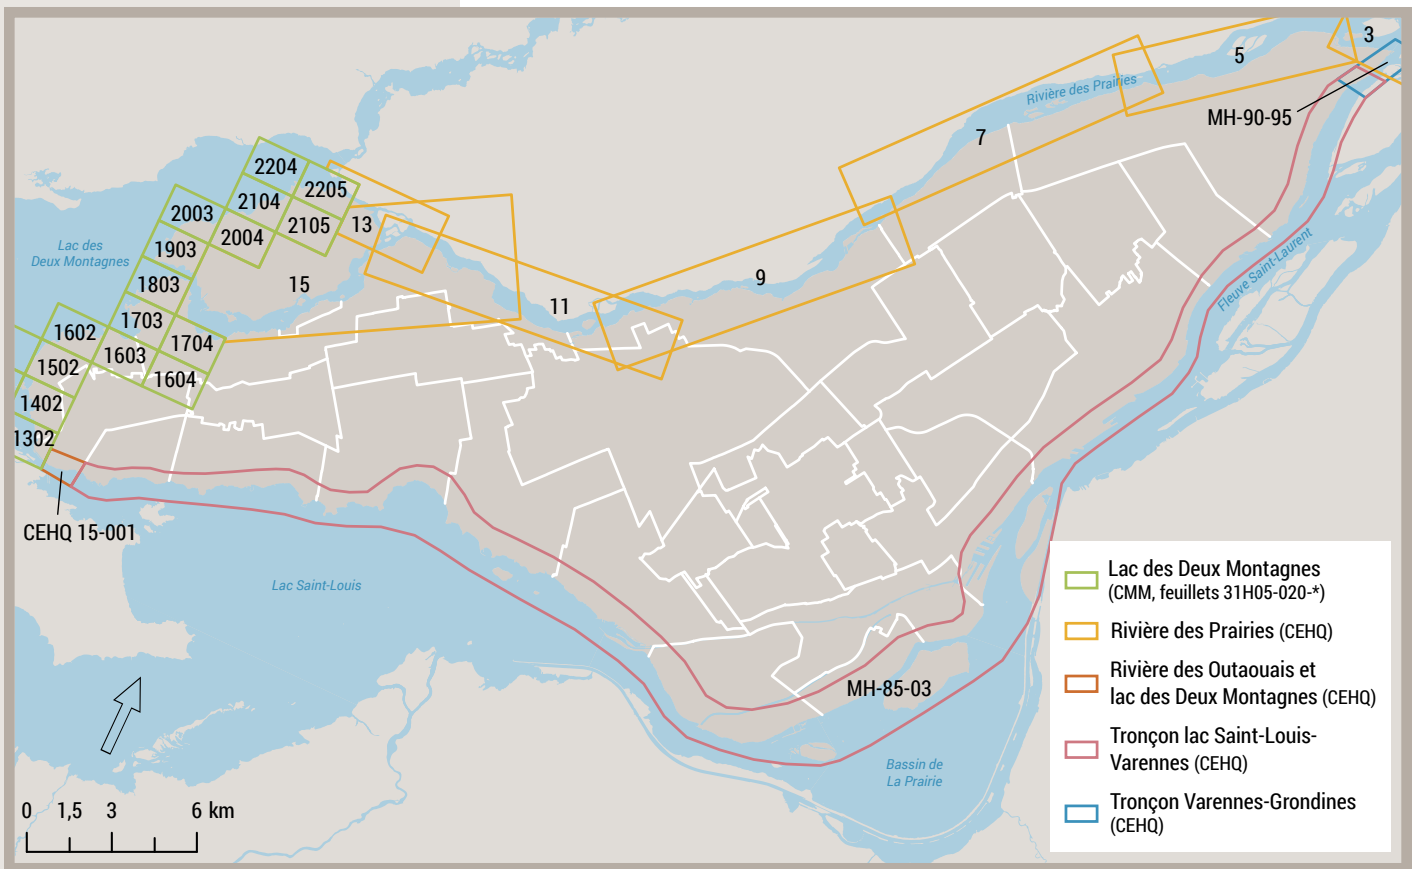 3
5
Rivière des Prairies
MH-90-95
7
2204
2205
2104
2003
2105
13
2004
Lac des
Deux Montagnes
1903
Fleuve Saint-Laurent
1803
15
9
11
1703
1602
1704
1603
1502
1604
1402
1302
CEHQ 15-001
Lac Saint-Louis
MH-85-03
Bassin de
La Prairie
0 1,5 3 6 km
Lac des Deux Montagnes
(CMM, feuillets 31H05-020-*)
Rivière des Prairies (CEHQ)
Rivière des Outaouais et
lac des Deux Montagnes (CEHQ)
Tronçon lac Saint-Louis-
Varennes (CEHQ)
Tronçon Varennes-Grondines
(CEHQ)